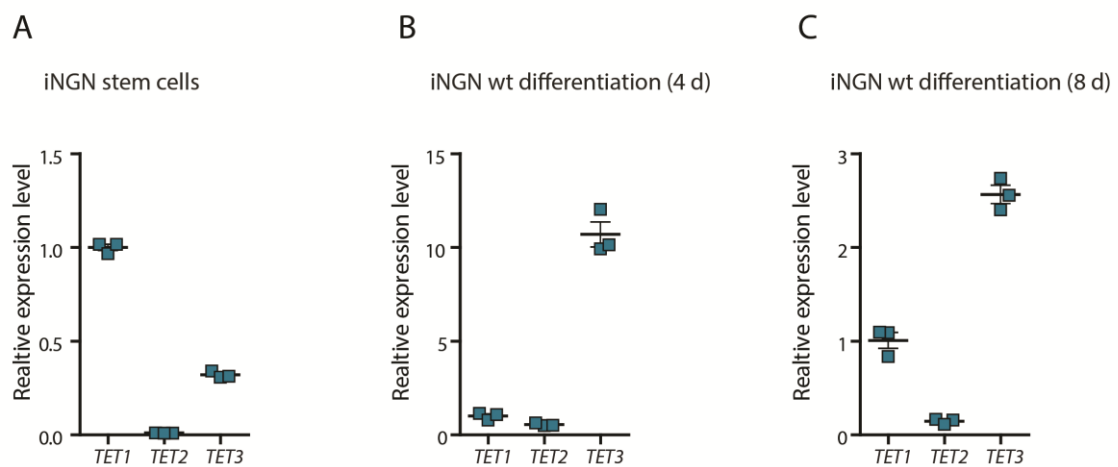 A
iNGN stem cells
Realtive expression level
1.5
1.0
0.5
0.0
TET1 TET2 TET3
B
iNGN wt differentiation (4 d)
Realtive expression level
15
10
5
0
TET1 TET2 TET3
C
iNGN wt differentiation (8 d)
Realtive expression level
3
2
1
0
TET1 TET2 TET3